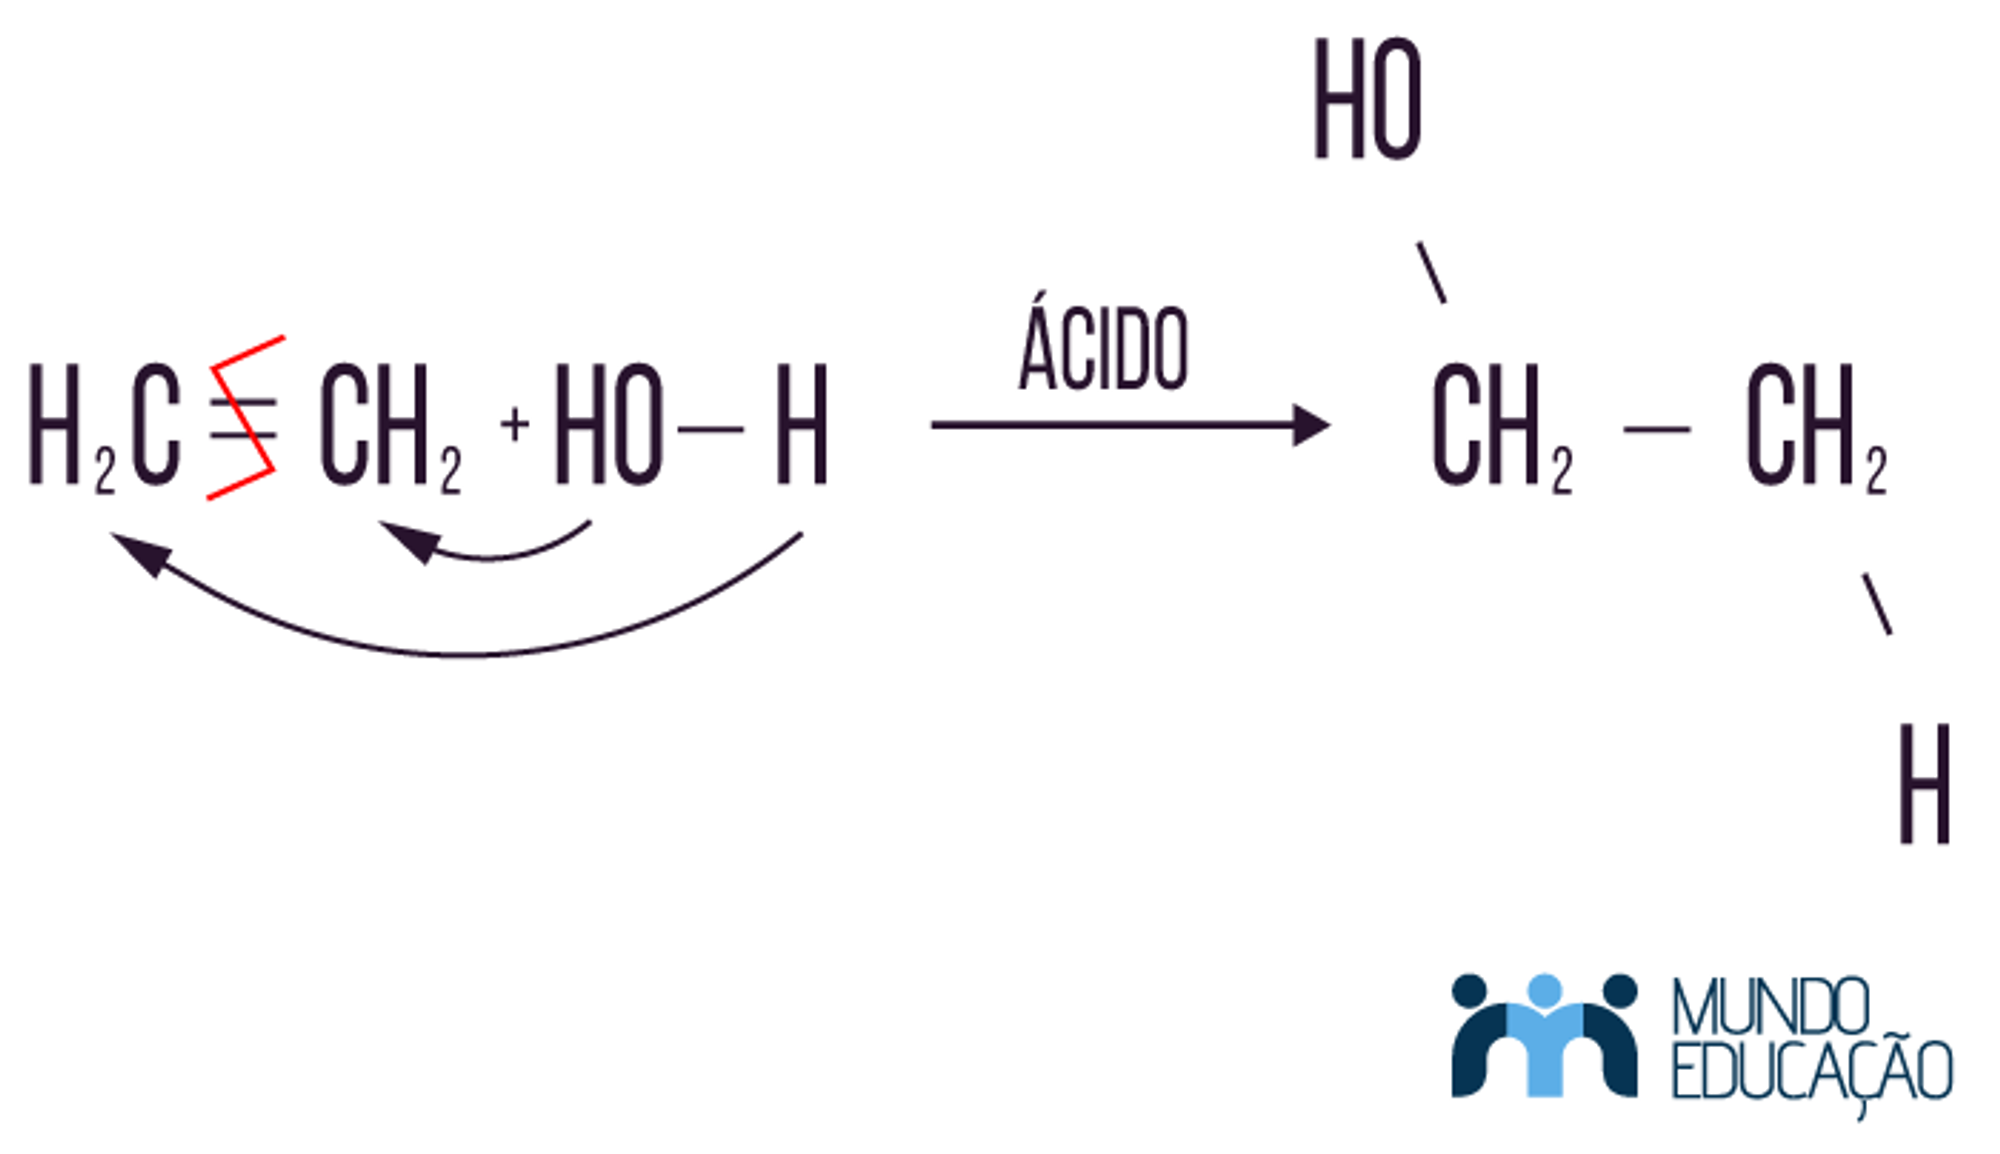 HO
H₂C = CH₂ + HO — H ÁCIDO CH₂ — CH₂
H
MUNDO
EDUCAÇÃO